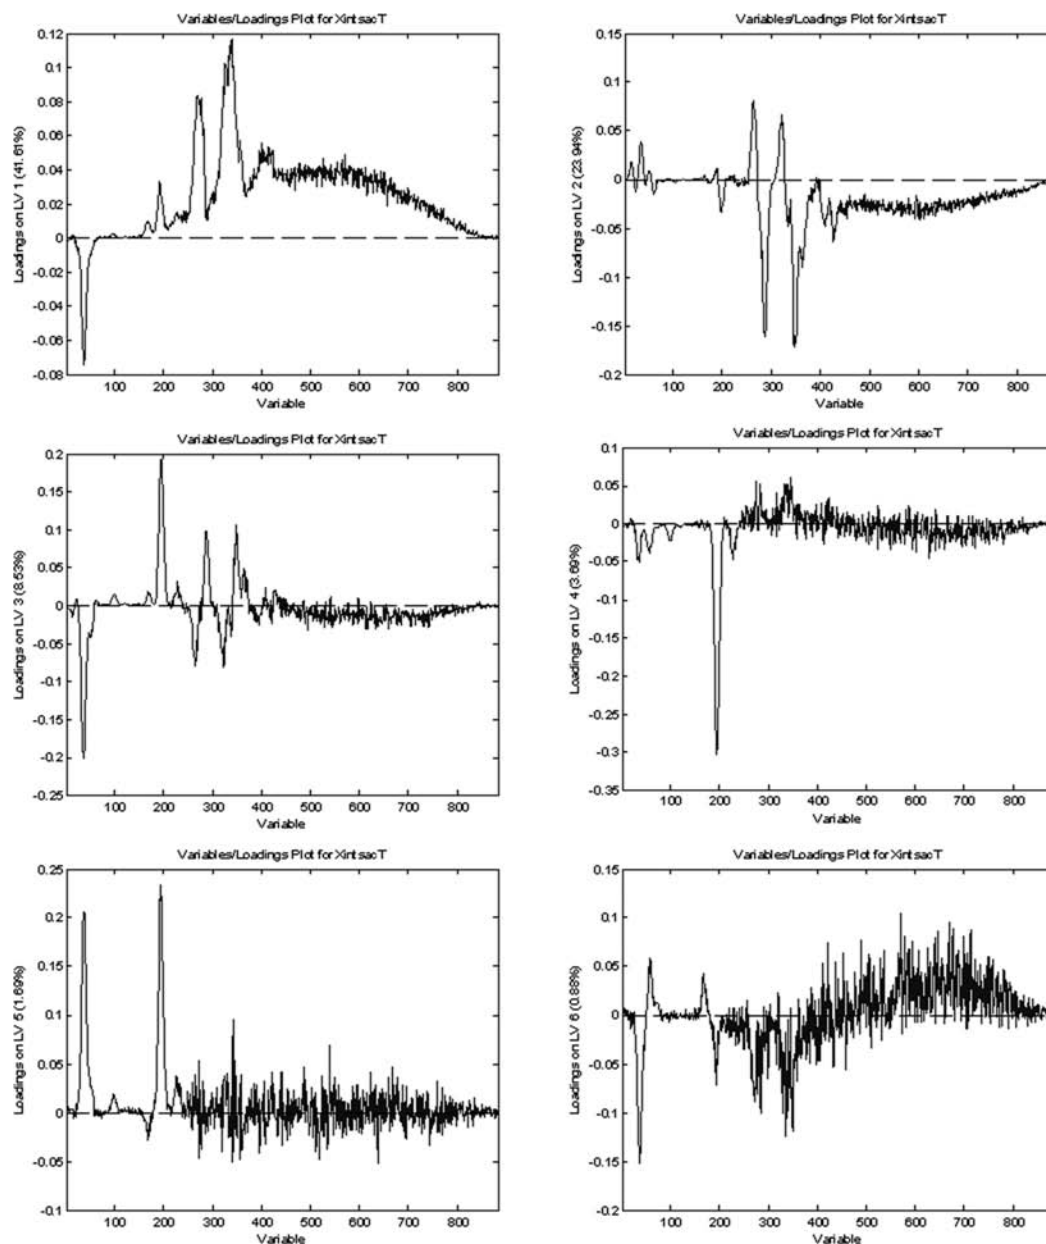 Variables/Loadings Plot for XintsacT
0.12
0.1
0.08
0.06
0.04
0.02
0
-0.02
-0.04
-0.06
-0.08
Loadings on LV 1 (41.61%)
100 200 300 400 500 600 700 800
Variable
Variables/Loadings Plot for XintsacT
0.15
0.1
0.05
0
-0.05
-0.1
-0.15
-0.2
Loadings on LV 2 (23.94%)
100 200 300 400 500 600 700 800
Variable
Variables/Loadings Plot for XintsacT
0.2
0.15
0.1
0.05
0
-0.05
-0.1
-0.15
-0.2
-0.25
Loadings on LV 3 (8.53%)
100 200 300 400 500 600 700 800
Variable
Variables/Loadings Plot for XintsacT
0.1
0.05
0
-0.05
-0.1
-0.15
-0.2
-0.25
-0.3
-0.35
Loadings on LV 4 (3.69%)
100 200 300 400 500 600 700 800
Variable
Variables/Loadings Plot for XintsacT
0.25
0.2
0.15
0.1
0.05
0
-0.05
-0.1
Loadings on LV 5 (1.69%)
100 200 300 400 500 600 700 800
Variable
Variables/Loadings Plot for XintsacT
0.15
0.1
0.05
0
-0.05
-0.1
-0.15
-0.2
Loadings on LV 6 (0.88%)
100 200 300 400 500 600 700 800
Variable